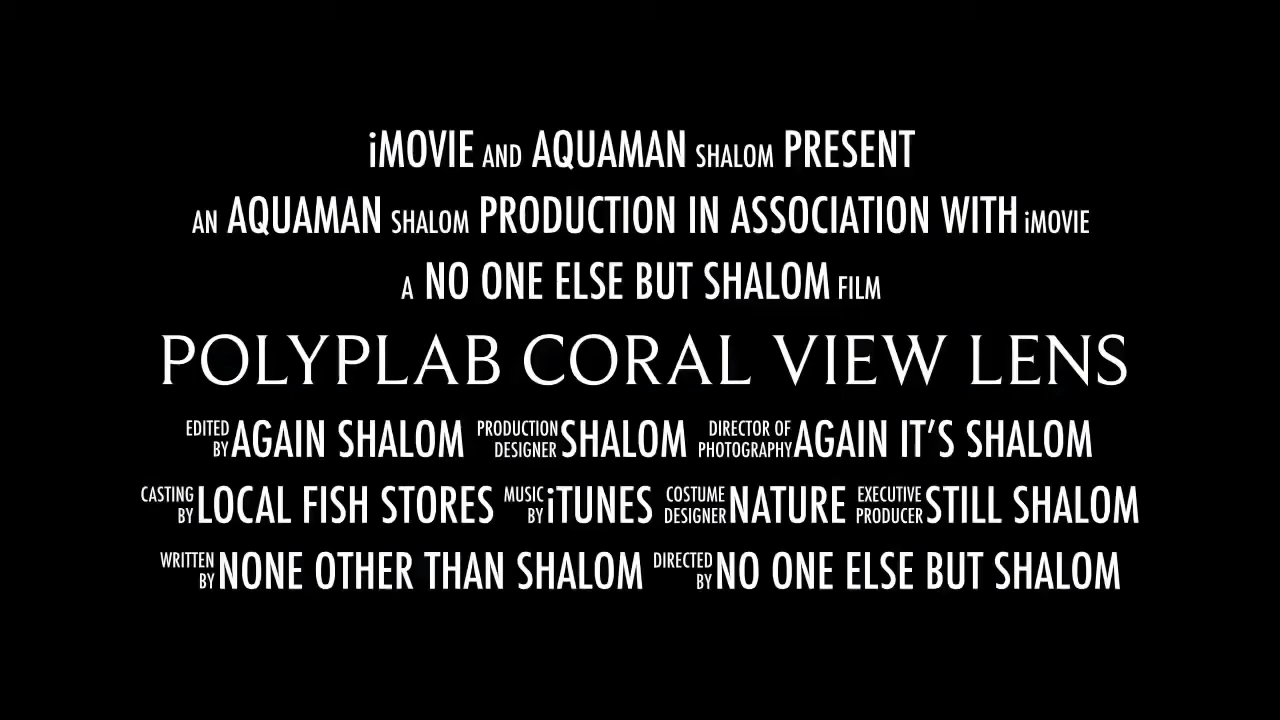 iMOVIE AND AQUAMAN SHALOM PRESENT
AN AQUAMAN SHALOM PRODUCTION IN ASSOCIATION WITH iMOVIE
A NO ONE ELSE BUT SHALOM FILM
POLYPLAB CORAL VIEW LENS
EDITED BY AGAIN SHALOM PRODUCTION DESIGNER SHALOM DIRECTOR OF PHOTOGRAPHY AGAIN IT'S SHALOM
CASTING BY LOCAL FISH STORES MUSIC BY iTUNES COSTUME DESIGNER NATURE EXECUTIVE PRODUCER STILL SHALOM
WRITTEN BY NONE OTHER THAN SHALOM DIRECTED BY NO ONE ELSE BUT SHALOM